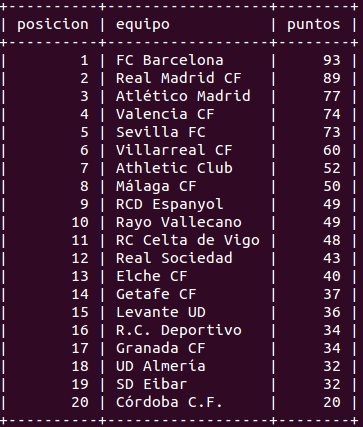 +----------+------------------+--------+
| posicion | equipo           | puntos |
+----------+------------------+--------+
|        1 | FC Barcelona     |     93 |
|        2 | Real Madrid CF   |     89 |
|        3 | Atlético Madrid  |     77 |
|        4 | Valencia CF      |     74 |
|        5 | Sevilla FC       |     73 |
|        6 | Villarreal CF    |     60 |
|        7 | Athletic Club    |     52 |
|        8 | Málaga CF        |     50 |
|        9 | RCD Espanyol     |     49 |
|       10 | Rayo Vallecano   |     49 |
|       11 | RC Celta de Vigo |     48 |
|       12 | Real Sociedad    |     43 |
|       13 | Elche CF         |     40 |
|       14 | Getafe CF        |     37 |
|       15 | Levante UD       |     36 |
|       16 | R.C. Deportivo   |     34 |
|       17 | Granada CF       |     34 |
|       18 | UD Almería       |     32 |
|       19 | SD Eibar         |     32 |
|       20 | Córdoba C.F.     |     20 |
+----------+------------------+--------+